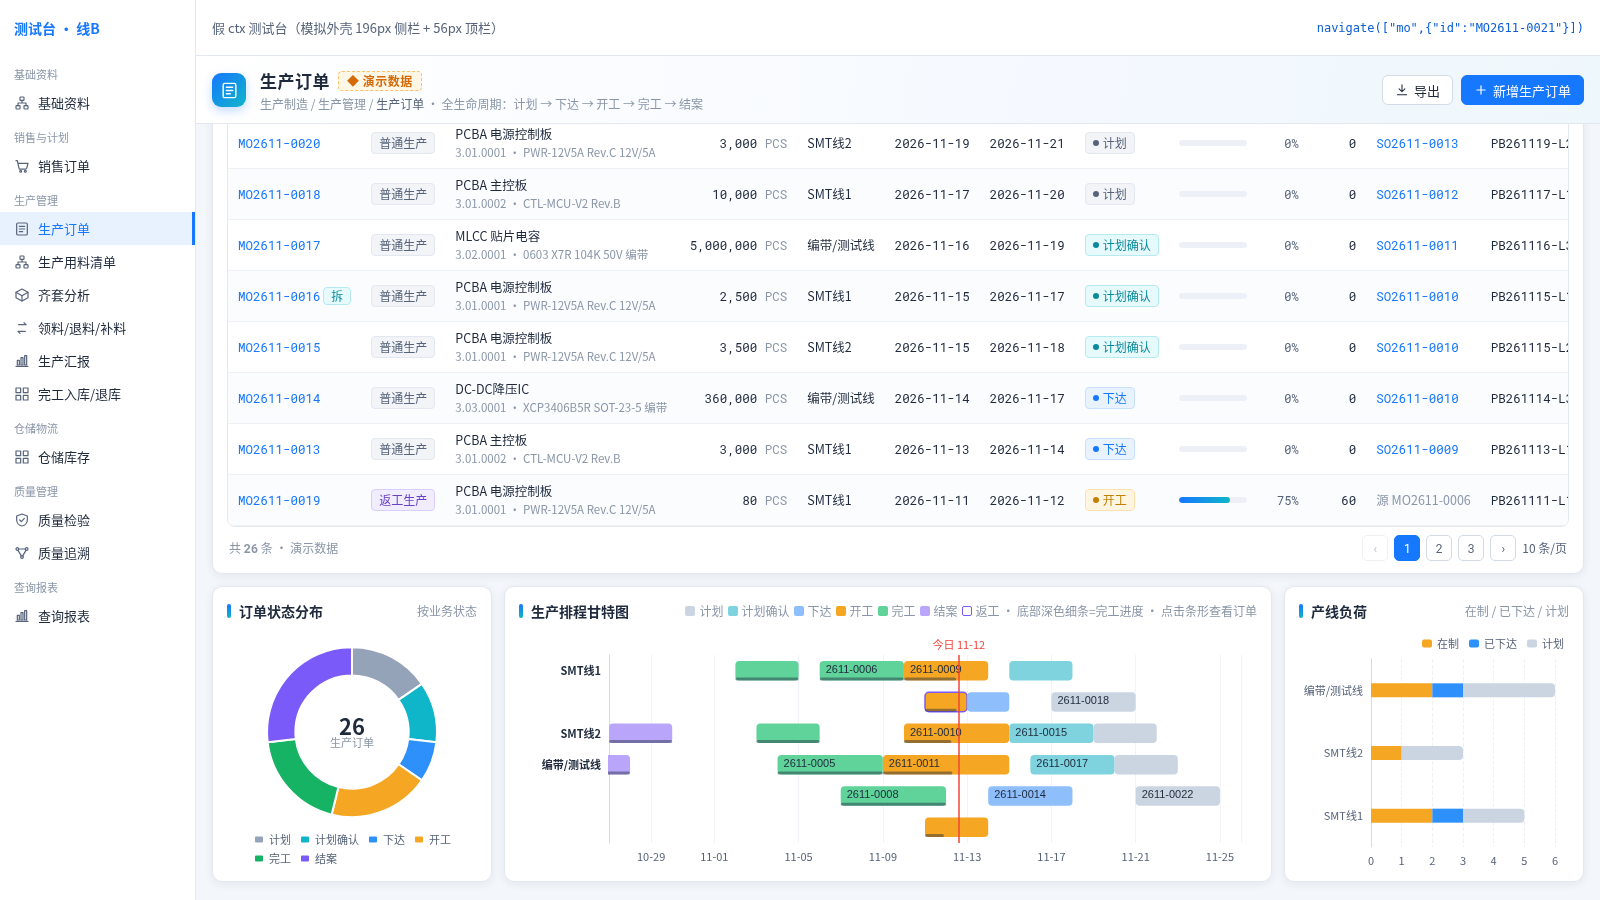 测试台 · 线B
基础资料
基础资料
销售与计划
销售订单
生产管理
生产订单
生产用料清单
齐套分析
领料/退料/补料
生产汇报
完工入库/退库
仓储物流
仓储库存
质量管理
质量检验
质量追溯
查询报表
查询报表
假 ctx 测试台（模拟外壳 196px 侧栏 + 56px 顶栏）
navigate(["mo",{"id":"MO2611-0021"}])
生产订单 ◆ 演示数据
生产制造 / 生产管理 / 生产订单 · 全生命周期：计划 → 下达 → 开工 → 完工 → 结案
导出
+ 新增生产订单
MO2611-0020 普通生产 PCBA 电源控制板 3,000 PCS SMT线2 2026-11-19 2026-11-21 计划 0% 0 SO2611-0013 PB261119-L2
3.01.0001 · PWR-12V5A Rev.C 12V/5A
MO2611-0018 普通生产 PCBA 主控板 10,000 PCS SMT线1 2026-11-17 2026-11-20 计划 0% 0 SO2611-0012 PB261117-L1
3.01.0002 · CTL-MCU-V2 Rev.B
MO2611-0017 普通生产 MLCC 贴片电容 5,000,000 PCS 编带/测试线 2026-11-16 2026-11-19 计划确认 0% 0 SO2611-0011 PB261116-L3
3.02.0001 · 0603 X7R 104K 50V 编带
MO2611-0016 拆 普通生产 PCBA 电源控制板 2,500 PCS SMT线1 2026-11-15 2026-11-17 计划确认 0% 0 SO2611-0010 PB261115-L1
3.01.0001 · PWR-12V5A Rev.C 12V/5A
MO2611-0015 普通生产 PCBA 电源控制板 3,500 PCS SMT线2 2026-11-15 2026-11-18 计划确认 0% 0 SO2611-0010 PB261115-L2
3.01.0001 · PWR-12V5A Rev.C 12V/5A
MO2611-0014 普通生产 DC-DC降压IC 360,000 PCS 编带/测试线 2026-11-14 2026-11-17 下达 0% 0 SO2611-0010 PB261114-L3
3.03.0001 · XCP3406B5R SOT-23-5 编带
MO2611-0013 普通生产 PCBA 主控板 3,000 PCS SMT线1 2026-11-13 2026-11-14 下达 0% 0 SO2611-0009 PB261113-L1
3.01.0002 · CTL-MCU-V2 Rev.B
MO2611-0019 返工生产 PCBA 电源控制板 80 PCS SMT线1 2026-11-11 2026-11-12 开工 75% 60 源 MO2611-0006 PB261111-L1
3.01.0001 · PWR-12V5A Rev.C 12V/5A
共 26 条 · 演示数据
‹ 1 2 3 › 10 条/页
订单状态分布 按业务状态
26
生产订单
计划 计划确认 下达 开工
完工 结案
生产排程甘特图 计划 计划确认 下达 开工 完工 结案 返工 · 底部深色细条=完工进度 · 点击条形查看订单
今日 11-12
SMT线1 2611-0006 2611-0009
2611-0018
SMT线2 2611-0010 2611-0015
编带/测试线 2611-0005 2611-0011 2611-0017
2611-0008 2611-0014 2611-0022
10-29 11-01 11-05 11-09 11-13 11-17 11-21 11-25
产线负荷 在制 / 已下达 / 计划
在制 已下达 计划
编带/测试线
SMT线2
SMT线1
0 1 2 3 4 5 6